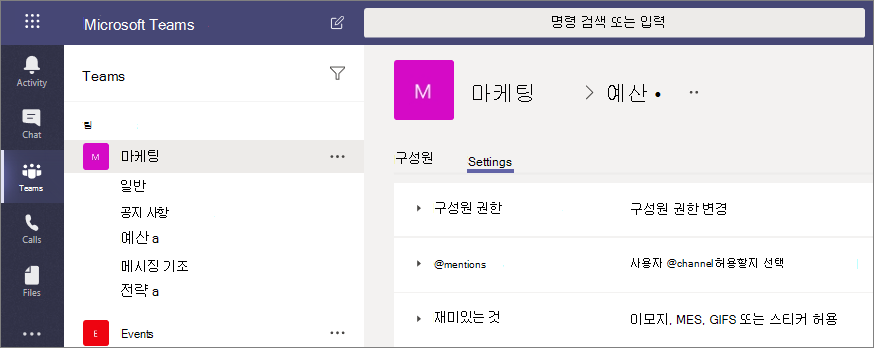 Microsoft Teams
명령 검색 또는 입력
Activity
Chat
Teams
Calls
Files
Teams
팀
M 마케팅
일반
공지 사항
예산 a
메시징 기조
전략 a
E Events
M 마케팅 > 예산 •
구성원 Settings
구성원 권한 구성원 권한 변경
@mentions 사용자 @channel허용할지 선택
재미있는 것 이모지, MES, GIFS 또는 스티커 허용